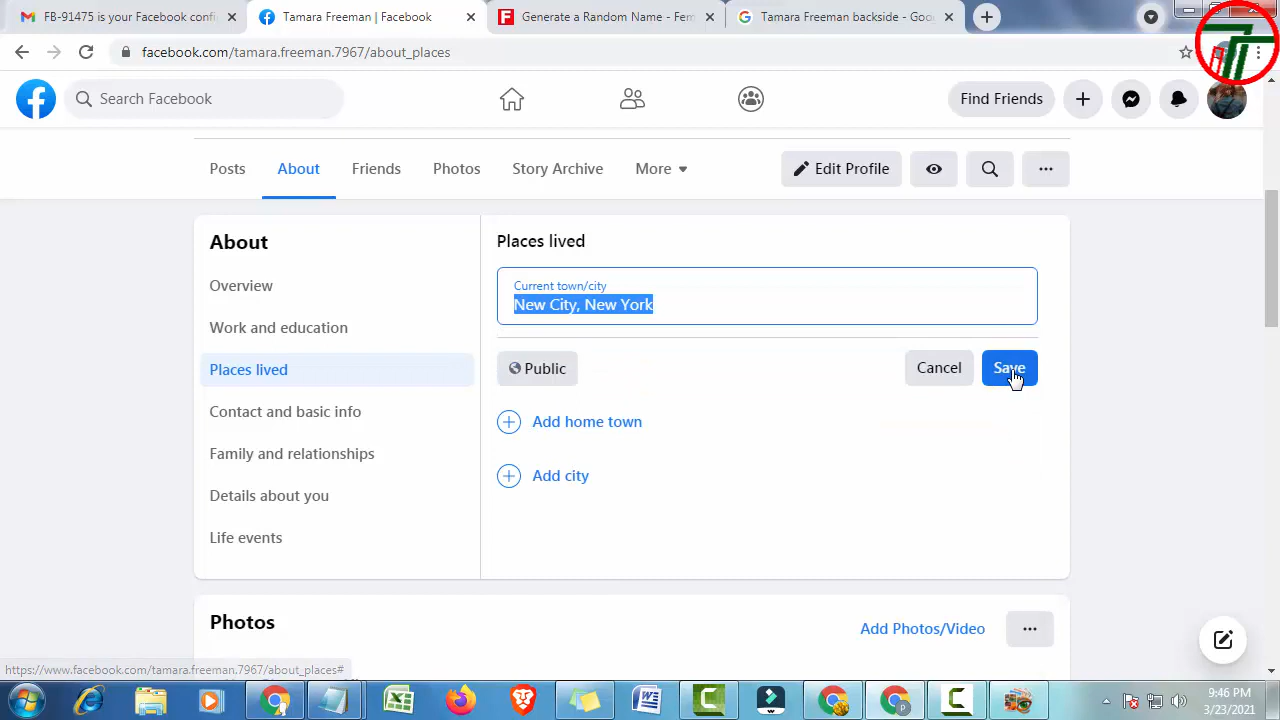 FB-91475 is your Facebook confi
Tamara Freeman | Facebook
Generate a Random Name - Fem
Tamara Freeman backside - Go
facebook.com/tamara.freeman.7967/about_places
Search Facebook
Find Friends
Posts
About
Friends
Photos
Story Archive
More
Edit Profile
About
Overview
Work and education
Places lived
Contact and basic info
Family and relationships
Details about you
Life events
Places lived
Current town/city
New City, New York
Public
Cancel
Save
Add home town
Add city
Photos
Add Photos/Video
https://www.facebook.com/tamara.freeman.7967/about_places#
9:46 PM
3/23/2021